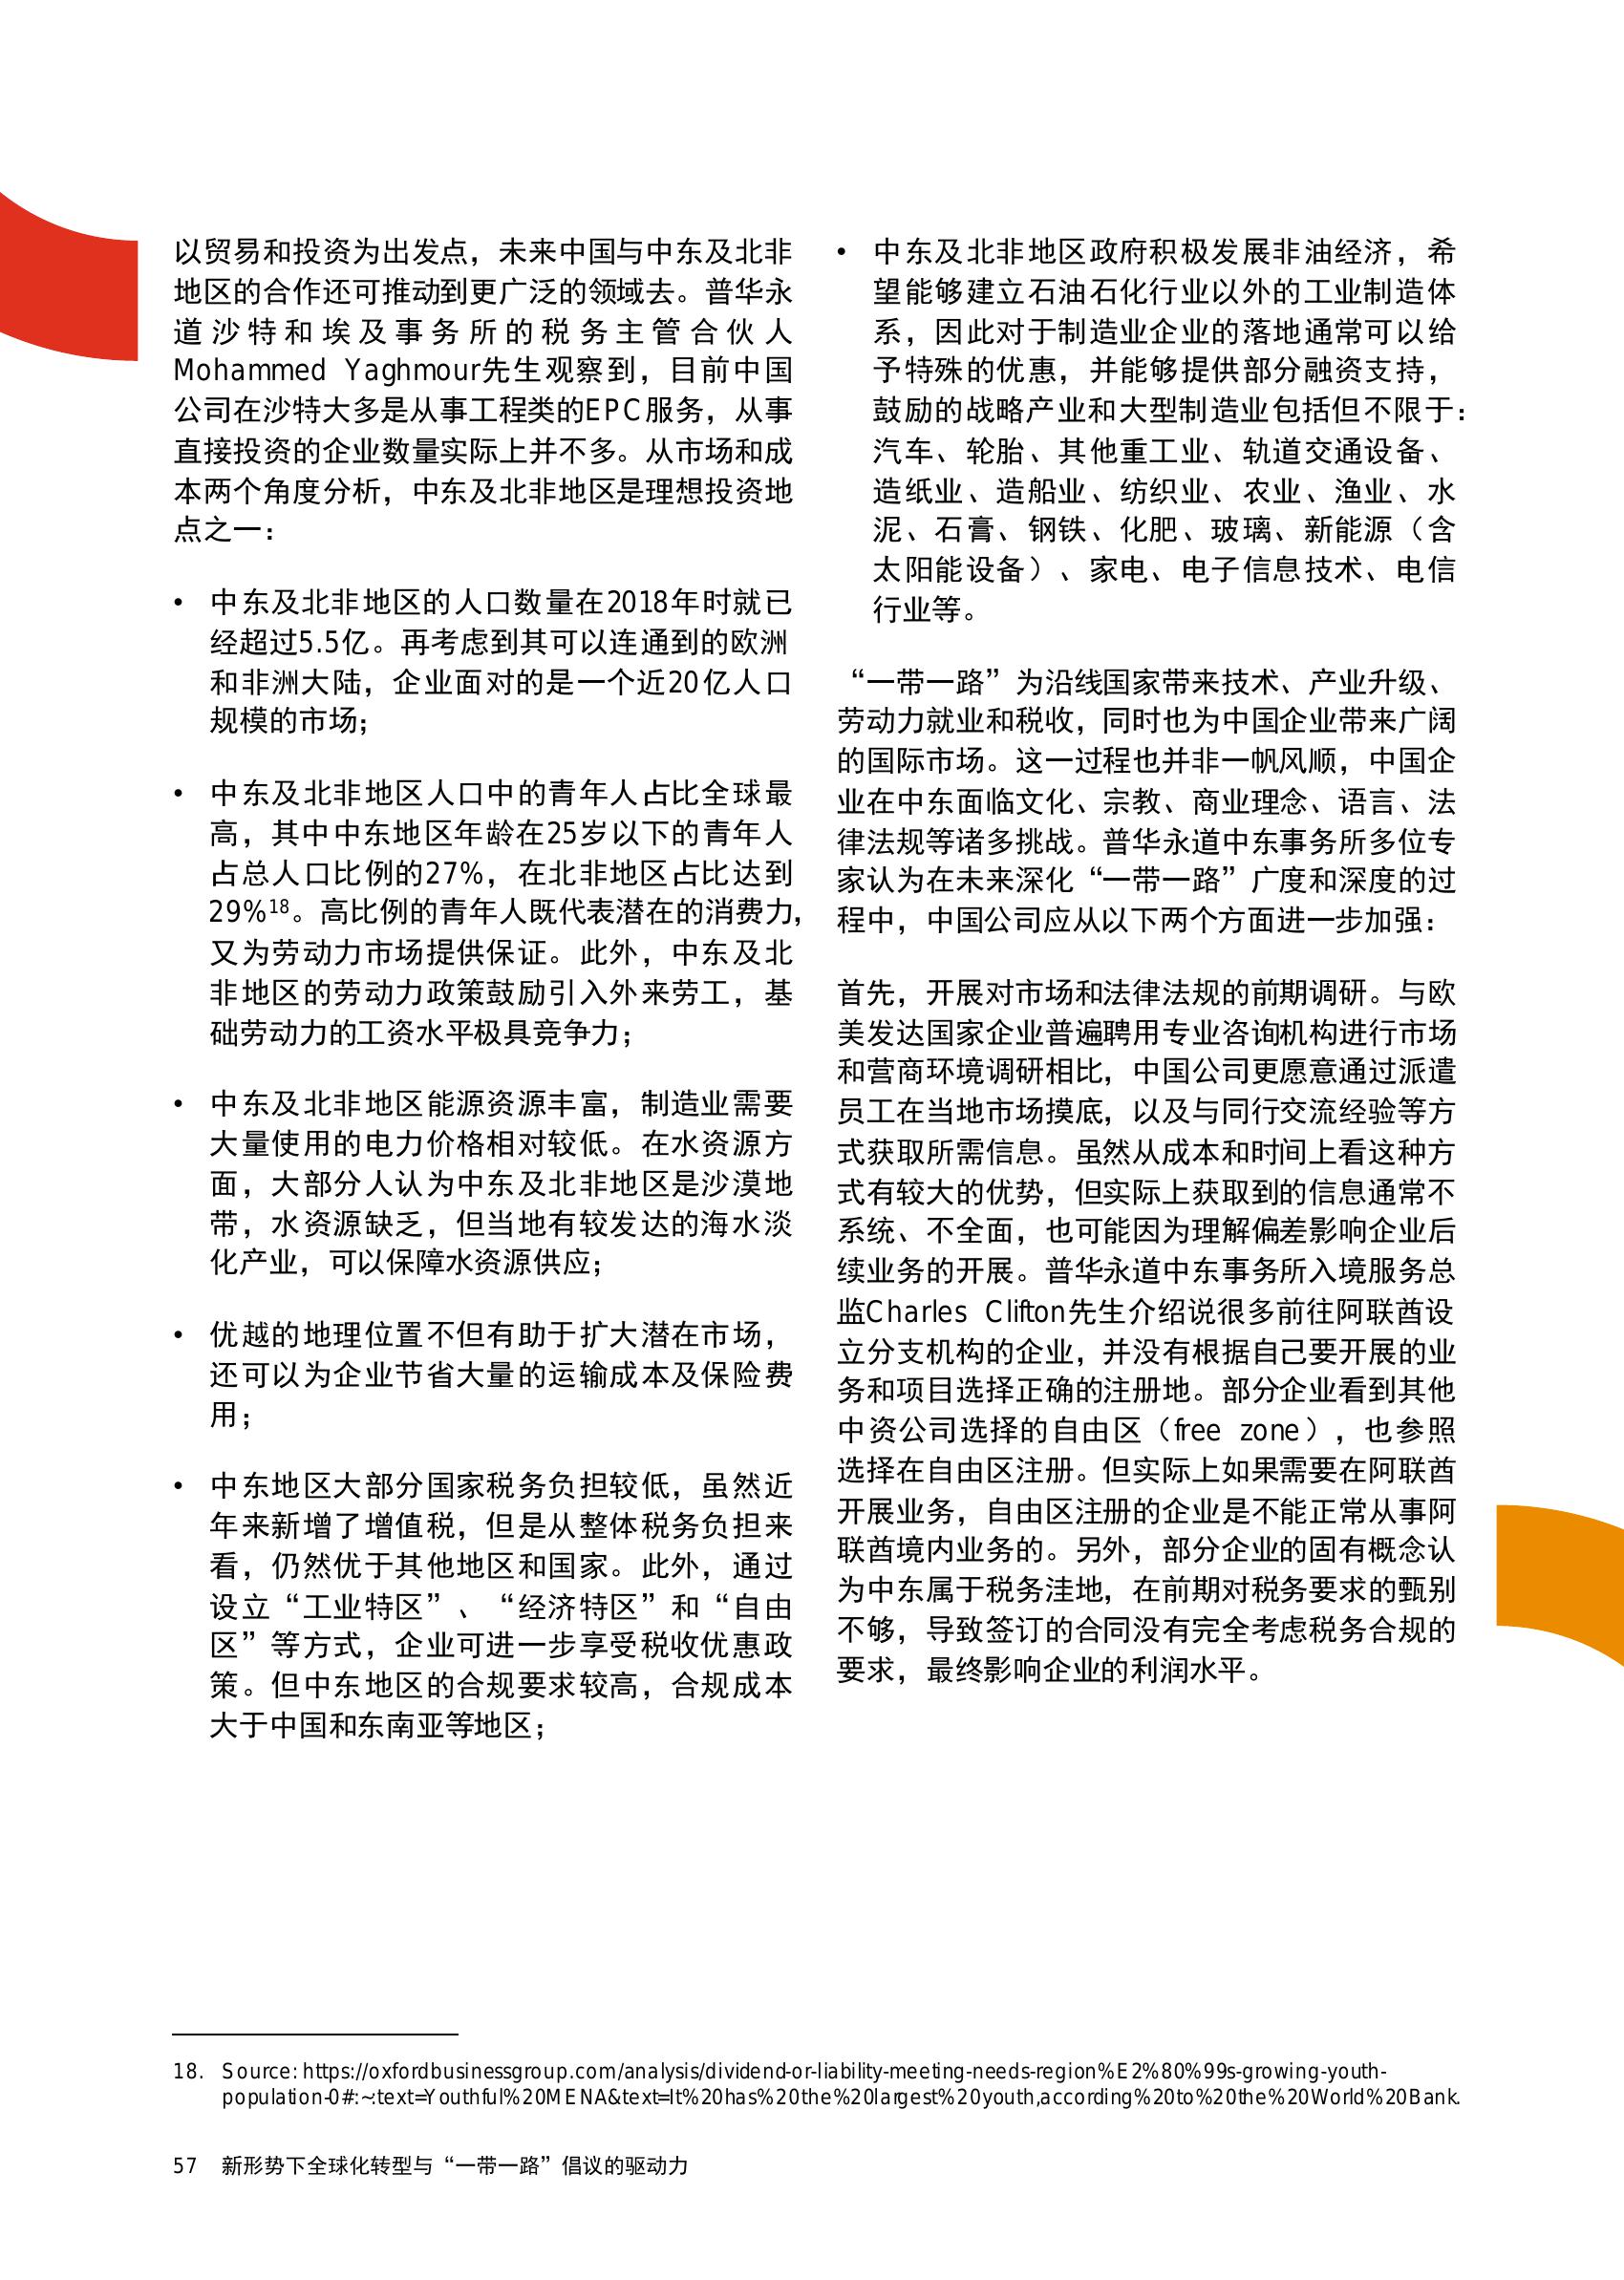 以贸易和投资为出发点，未来中国与中东及北非
地区的合作还可推动到更广泛的领域去。普华永
道沙特和埃及事务所的税务主管合伙人
Mohammed Yaghmour先生观察到，目前中国
公司在沙特大多是从事工程类的EPC服务，从事
直接投资的企业数量实际上并不多。从市场和成
本两个角度分析，中东及北非地区是理想投资地
点之一：
• 中东及北非地区的人口数量在2018年时就已
经超过5.5亿。再考虑到其可以连通到的欧洲
和非洲大陆，企业面对的是一个近20亿人口
规模的市场；
• 中东及北非地区人口中的青年人占比全球最
高，其中中东地区年龄在25岁以下的青年人
占总人口比例的27%，在北非地区占比达到
29%18。高比例的青年人既代表潜在的消费力，
又为劳动力市场提供保证。此外，中东及北
非地区的劳动力政策鼓励引入外来劳工，基
础劳动力的工资水平极具竞争力；
• 中东及北非地区能源资源丰富，制造业需要
大量使用的电力价格相对较低。在水资源方
面，大部分人认为中东及北非地区是沙漠地
带，水资源缺乏，但当地有较发达的海水淡
化产业，可以保障水资源供应；
• 优越的地理位置不但有助于扩大潜在市场，
还可以为企业节省大量的运输成本及保险费
用；
• 中东地区大部分国家税务负担较低，虽然近
年来新增了增值税，但是从整体税务负担来
看，仍然优于其他地区和国家。此外，通过
设立“工业特区”、“经济特区”和“自由
区”等方式，企业可进一步享受税收优惠政
策。但中东地区的合规要求较高，合规成本
大于中国和东南亚等地区；
• 中东及北非地区政府积极发展非油经济，希
望能够建立石油石化行业以外的工业制造体
系，因此对于制造业企业的落地通常可以给
予特殊的优惠，并能够提供部分融资支持，
鼓励的战略产业和大型制造业包括但不限于：
汽车、轮胎、其他重工业、轨道交通设备、
造纸业、造船业、纺织业、农业、渔业、水
泥、石膏、钢铁、化肥、玻璃、新能源（含
太阳能设备）、家电、电子信息技术、电信
行业等。
“一带一路”为沿线国家带来技术、产业升级、
劳动力就业和税收，同时也为中国企业带来广阔
的国际市场。这一过程也并非一帆风顺，中国企
业在中东面临文化、宗教、商业理念、语言、法
律法规等诸多挑战。普华永道中东事务所多位专
家认为在未来深化“一带一路”广度和深度的过
程中，中国公司应从以下两个方面进一步加强：
首先，开展对市场和法律法规的前期调研。与欧
美发达国家企业普遍聘用专业咨询机构进行市场
和营商环境调研相比，中国公司更愿意通过派遣
员工在当地市场摸底，以及与同行交流经验等方
式获取所需信息。虽然从成本和时间上看这种方
式有较大的优势，但实际上获取到的信息通常不
系统、不全面，也可能因为理解偏差影响企业后
续业务的开展。普华永道中东事务所入境服务总
监Charles Clifton先生介绍说很多前往阿联酋设
立分支机构的企业，并没有根据自己要开展的业
务和项目选择正确的注册地。部分企业看到其他
中资公司选择的自由区（free zone），也参照
选择在自由区注册。但实际上如果需要在阿联酋
开展业务，自由区注册的企业是不能正常从事阿
联酋境内业务的。另外，部分企业的固有概念认
为中东属于税务洼地，在前期对税务要求的甄别
不够，导致签订的合同没有完全考虑税务合规的
要求，最终影响企业的利润水平。
18. Source: https://oxfordbusinessgroup.com/analysis/dividend-or-liability-meeting-needs-region%E2%80%99s-growing-youth-
population-0#:~:text=Youthful%20MENA&text=It%20has%20the%20largest%20youth,according%20to%20the%20World%20Bank.
57 新形势下全球化转型与“一带一路”倡议的驱动力